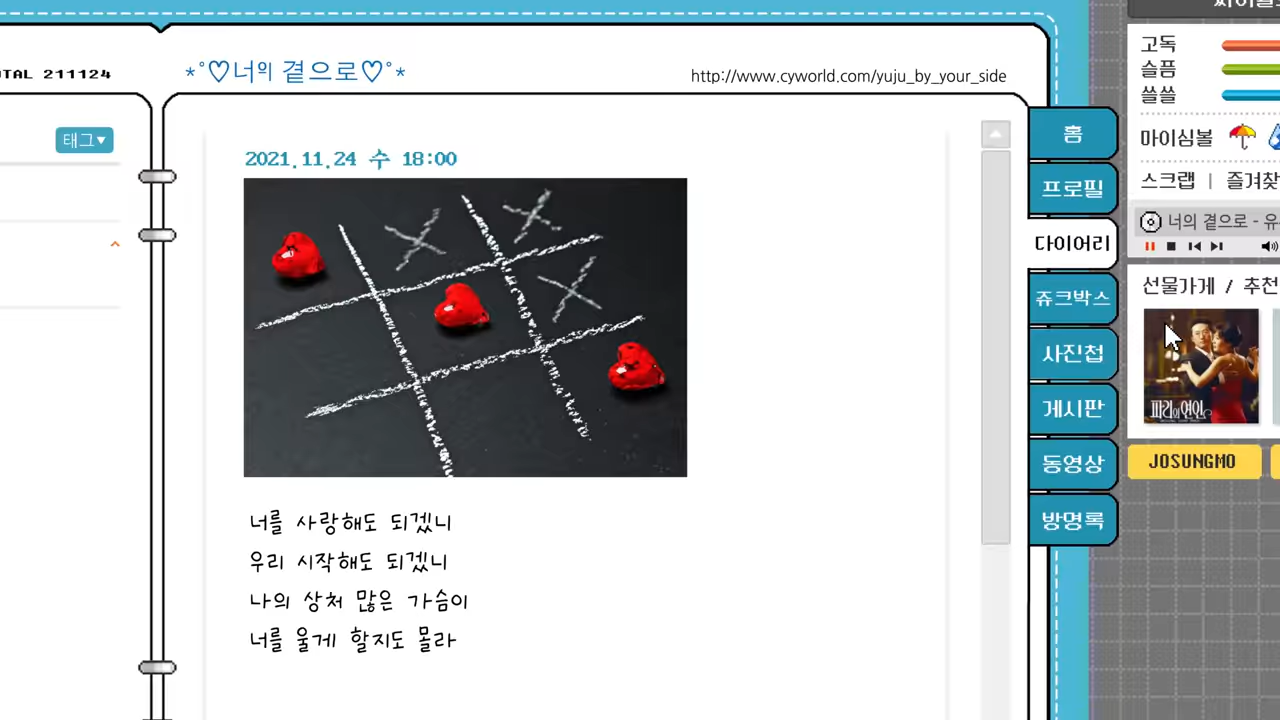 TOTAL 211124
*˚♡너의 곁으로♡˚*
http://www.cyworld.com/yuju_by_your_side
태그▼
2021.11.24 수 18:00
너를 사랑해도 되겠니
우리 시작해도 되겠니
나의 상처 많은 가슴이
너를 울게 할지도 몰라
홈
프로필
다이어리
쥬크박스
사진첩
게시판
동영상
방명록
고독
슬픔
쓸쓸
마이심볼
스크랩 | 즐겨찾
너의 곁으로 - 유
선물가게 / 추천
파리의 연인
JOSUNGMO